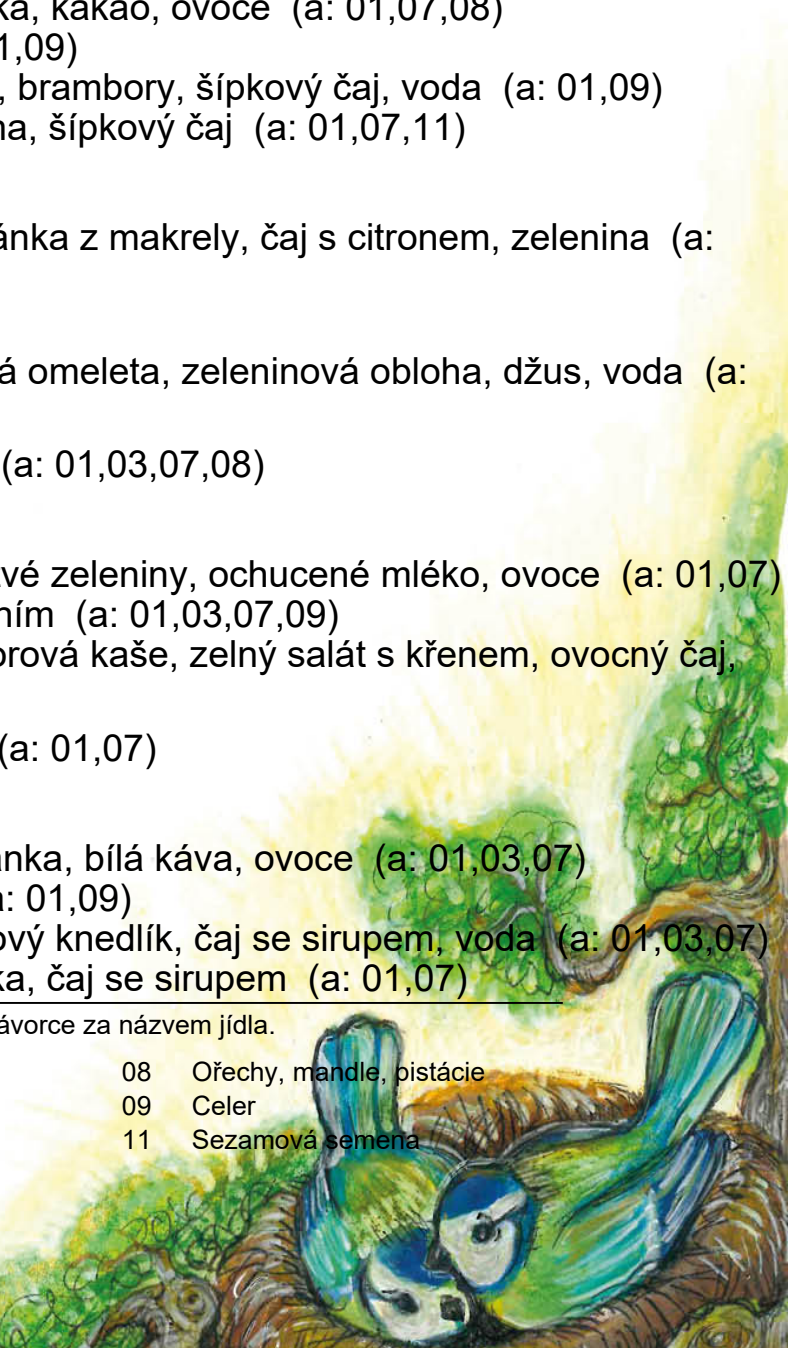 ka, kakao, ovoce (a: 01,07,08)
1,09)
, brambory, šípkový čaj, voda (a: 01,09)
na, šípkový čaj (a: 01,07,11)
ánka z makrely, čaj s citronem, zelenina (a:
á omeleta, zeleninová obloha, džus, voda (a:
(a: 01,03,07,08)
vé zeleniny, ochucené mléko, ovoce (a: 01,07)
ním (a: 01,03,07,09)
orová kaše, zelný salát s křenem, ovocný čaj,
(a: 01,07)
anka, bílá káva, ovoce (a: 01,03,07)
a: 01,09)
ový knedlík, čaj se sirupem, voda (a: 01,03,07)
ka, čaj se sirupem (a: 01,07)
ávorce za názvem jídla.
08 Ořechy, mandle, pistácie
09 Celer
11 Sezamová semena